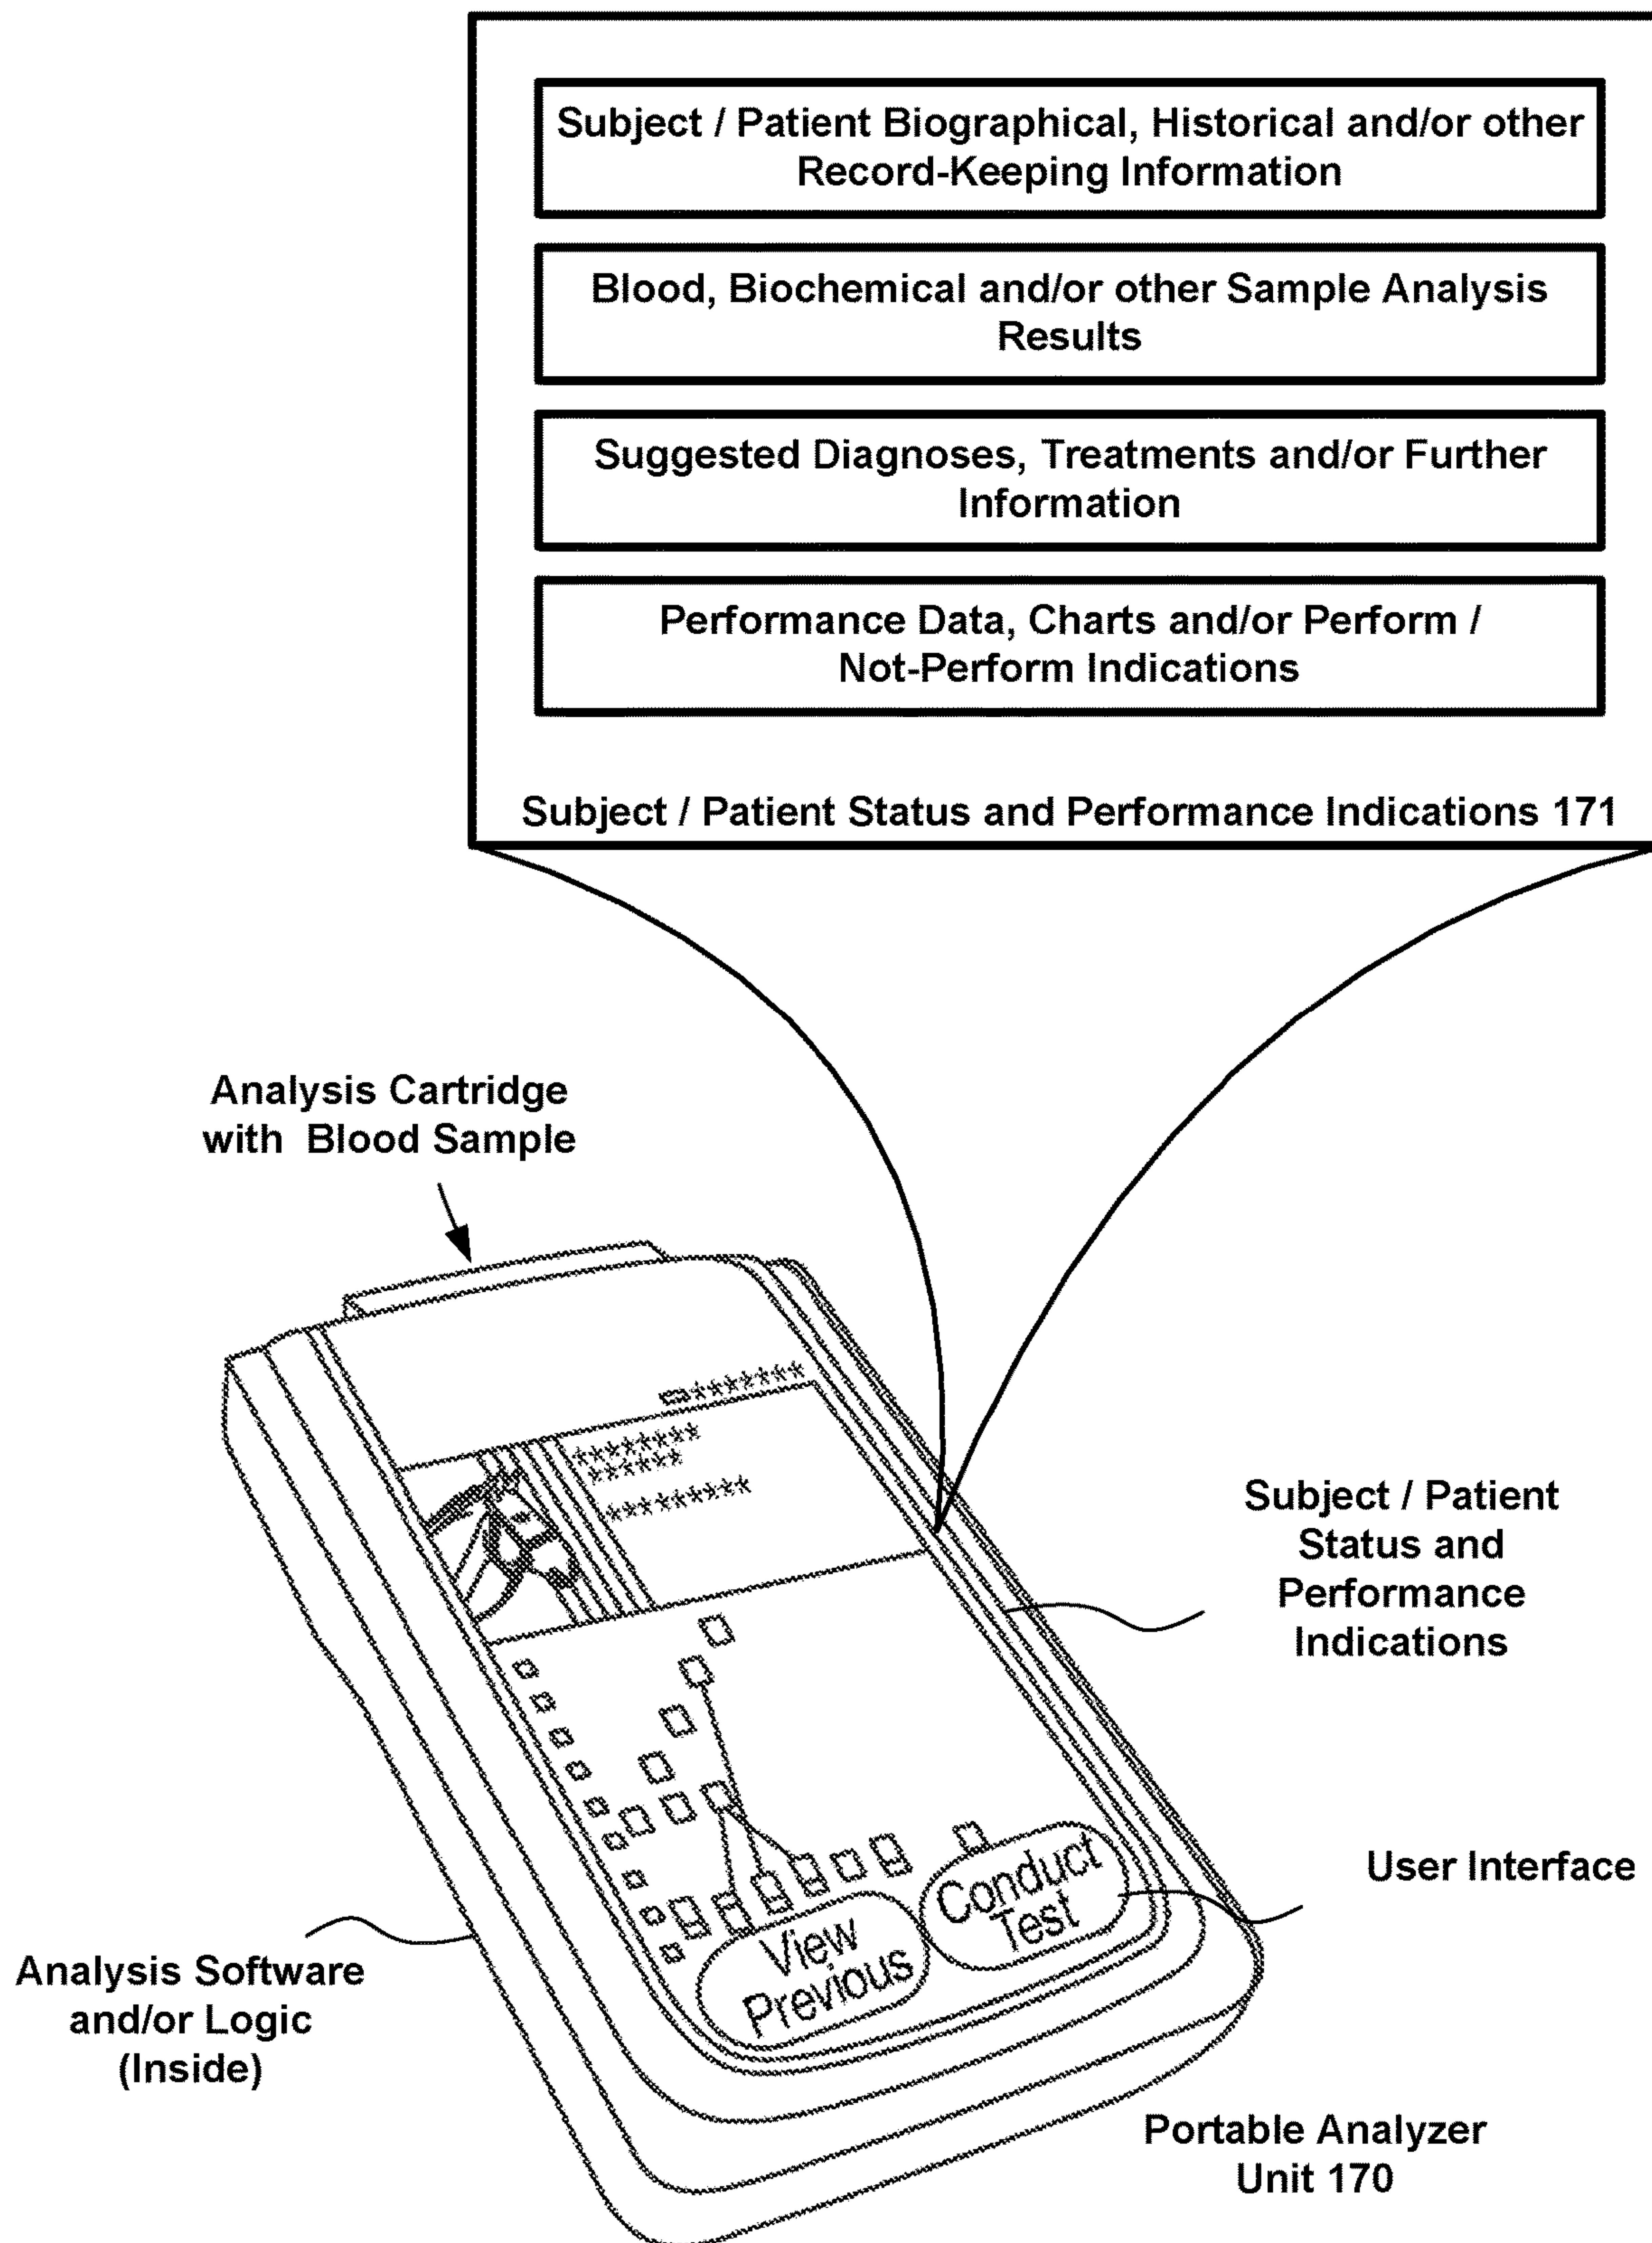 Subject / Patient Biographical, Historical and/or other
Record-Keeping Information
Blood, Biochemical and/or other Sample Analysis
Results
Suggested Diagnoses, Treatments and/or Further
Information
Performance Data, Charts and/or Perform /
Not-Perform Indications
Subject / Patient Status and Performance Indications 171
Analysis Cartridge
with Blood Sample
********
********
******
*********
Subject / Patient
Status and
Performance
Indications
User Interface
Conduct
Test
View
Previous
Analysis Software
and/or Logic
(Inside)
Portable Analyzer
Unit 170